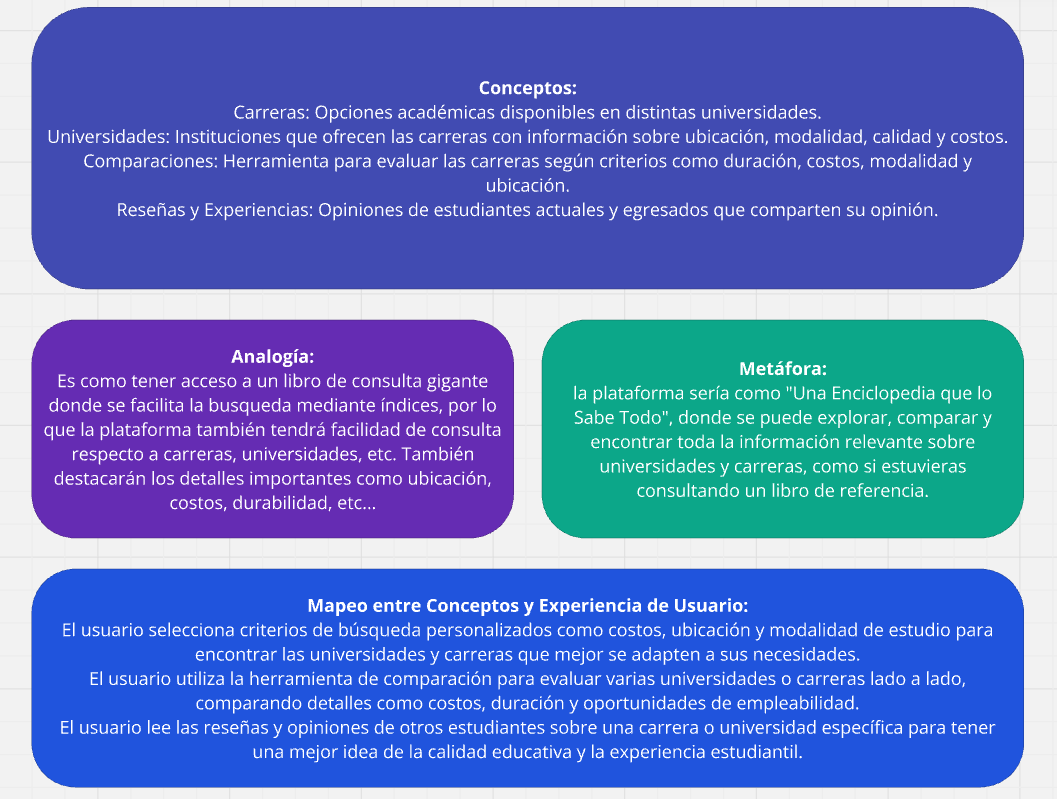 Conceptos:
Carreras: Opciones académicas disponibles en distintas universidades.
Universidades: Instituciones que ofrecen las carreras con información sobre ubicación, modalidad, calidad y costos.
Comparaciones: Herramienta para evaluar las carreras según criterios como duración, costos, modalidad y
ubicación.
Reseñas y Experiencias: Opiniones de estudiantes actuales y egresados que comparten su opinión.
Analogía:
Es como tener acceso a un libro de consulta gigante
donde se facilita la busqueda mediante índices, por lo
que la plataforma también tendrá facilidad de consulta
respecto a carreras, universidades, etc. También
destacarán los detalles importantes como ubicación,
costos, durabilidad, etc...
Metáfora:
la plataforma sería como "Una Enciclopedia que lo
Sabe Todo", donde se puede explorar, comparar y
encontrar toda la información relevante sobre
universidades y carreras, como si estuvieras
consultando un libro de referencia.
Mapeo entre Conceptos y Experiencia de Usuario:
El usuario selecciona criterios de búsqueda personalizados como costos, ubicación y modalidad de estudio para
encontrar las universidades y carreras que mejor se adapten a sus necesidades.
El usuario utiliza la herramienta de comparación para evaluar varias universidades o carreras lado a lado,
comparando detalles como costos, duración y oportunidades de empleabilidad.
El usuario lee las reseñas y opiniones de otros estudiantes sobre una carrera o universidad específica para tener
una mejor idea de la calidad educativa y la experiencia estudiantil.